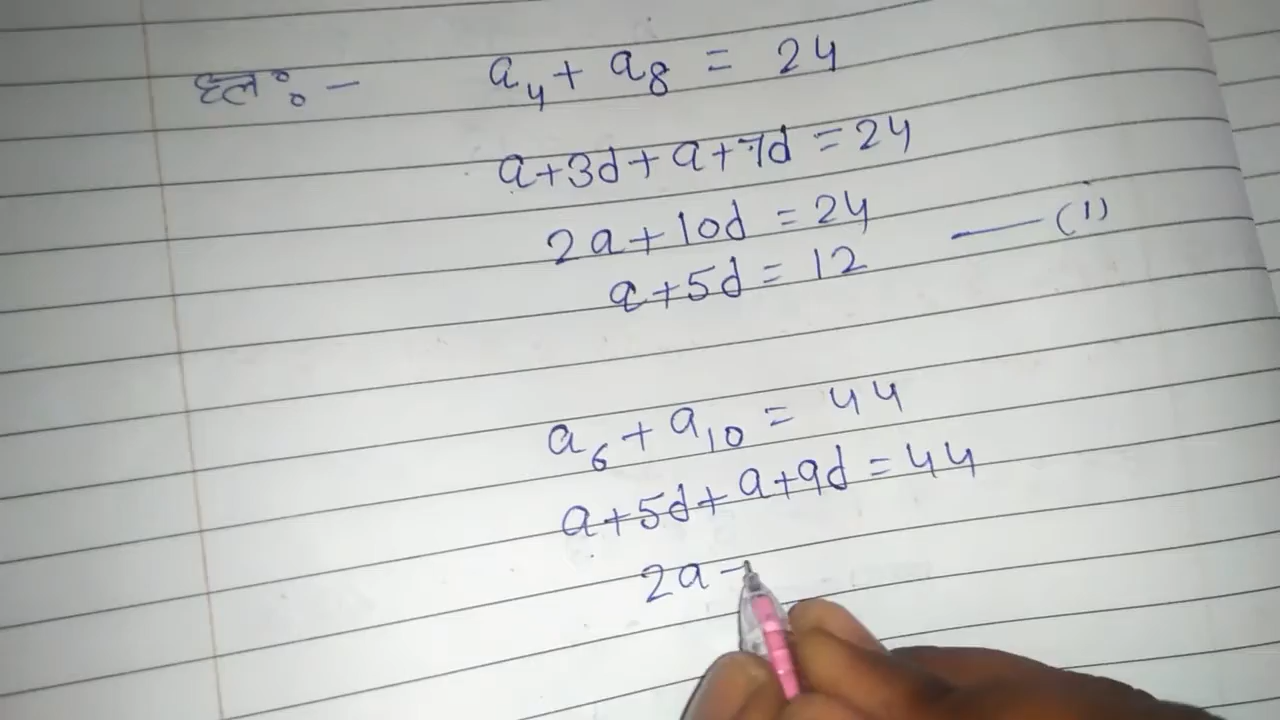 हल :- a₄ + a₈ = 24
a+3d+a+7d = 24
2a+10d = 24
a+5d = 12 —— (i)
a₆ + a₁₀ = 44
a+5d+a+9d = 44
2a +